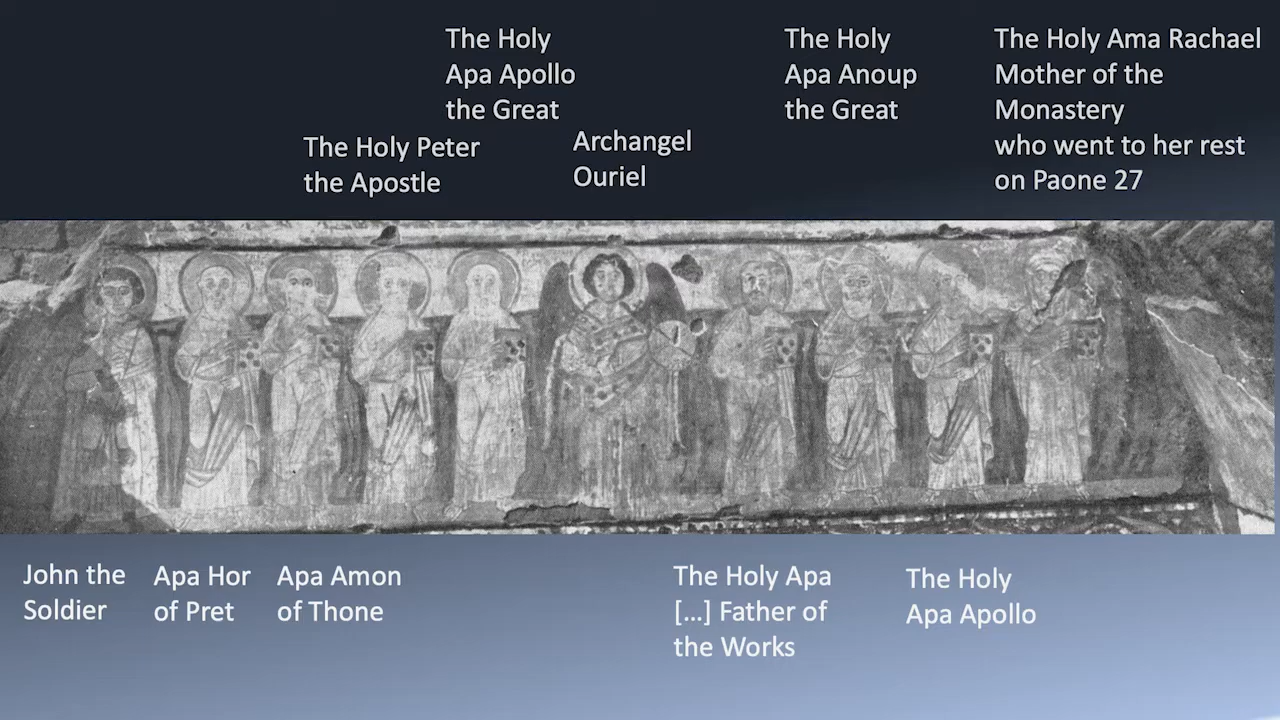 The Holy
Apa Apollo
the Great
The Holy
Apa Anoup
the Great
The Holy Ama Rachael
Mother of the
Monastery
who went to her rest
on Paone 27
The Holy Peter
the Apostle
Archangel
Ouriel
John the
Soldier
Apa Hor
of Pret
Apa Amon
of Thone
The Holy Apa
[...] Father of
the Works
The Holy
Apa Apollo